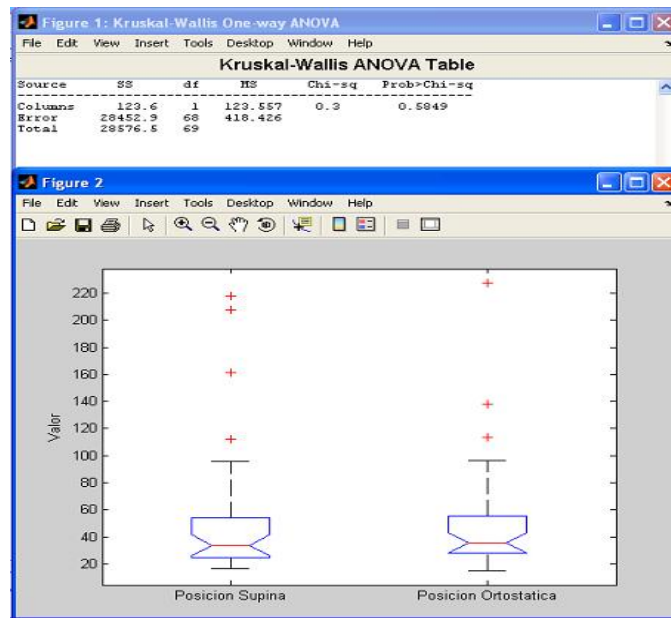 Figure 1: Kruskal-Wallis One-way ANOVA
File Edit View Insert Tools Desktop Window Help
Kruskal-Wallis ANOVA Table
Source SS df MS Chi-sq Prob>Chi-sq
Columns 123.6 1 123.557 0.3 0.5849
Error 28452.9 68 418.426
Total 28576.5 69
Figure 2
File Edit View Insert Tools Desktop Window Help
220
200
180
160
140
120
100
80
60
40
20
Valor
Posicion Supina Posicion Ortostatica